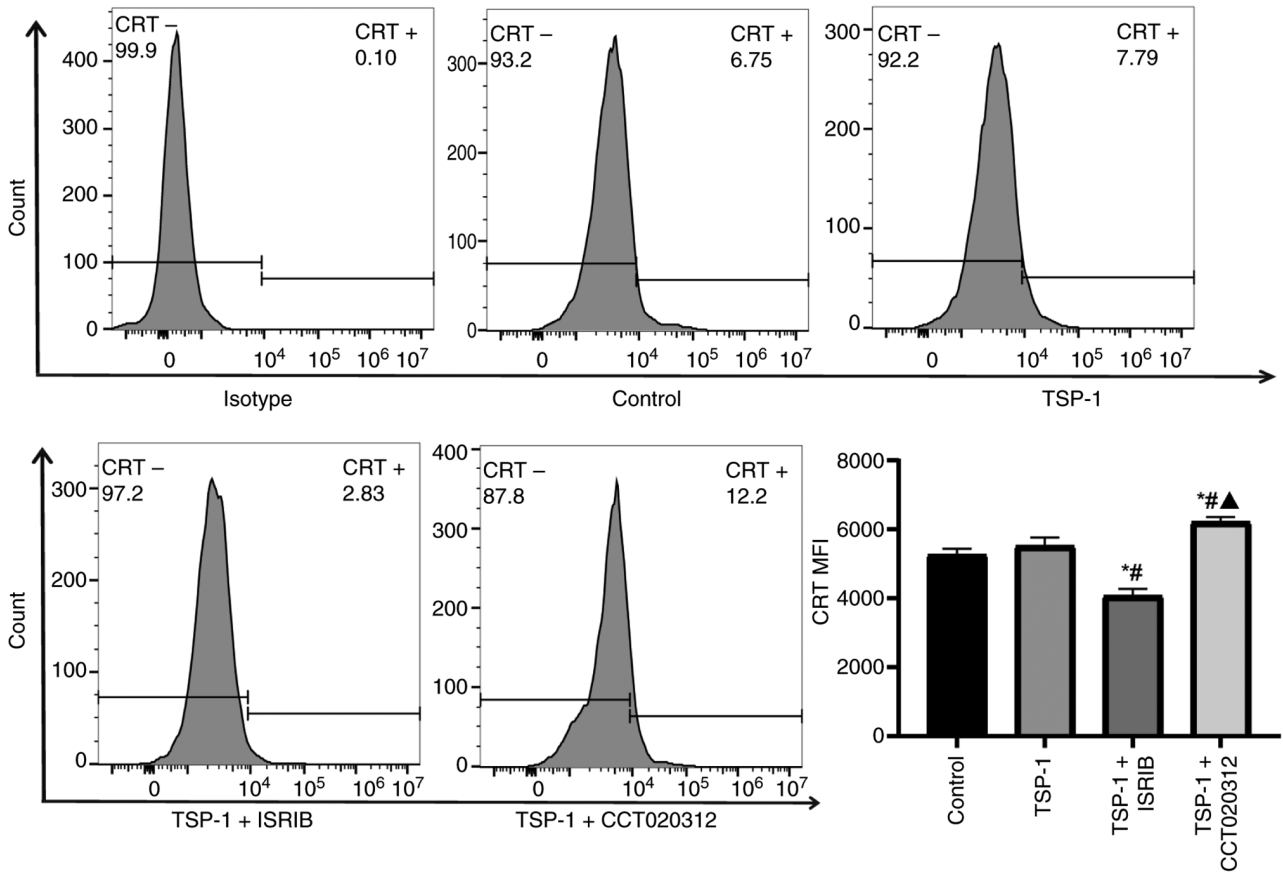 CRT – CRT +
99.9 0.10
400
300
200
100
0
0 10⁴ 10⁵ 10⁶ 10⁷
Isotype
Count
CRT – CRT +
93.2 6.75
300
200
100
0
0 10⁴ 10⁵ 10⁶ 10⁷
Control
CRT – CRT +
92.2 7.79
300
200
100
0
0 10⁴ 10⁵ 10⁶ 10⁷
TSP-1
CRT – CRT +
97.2 2.83
300
200
100
0
0 10⁴ 10⁵ 10⁶ 10⁷
TSP-1 + ISRIB
Count
CRT – CRT +
87.8 12.2
400
300
200
100
0
0 10⁴ 10⁵ 10⁶ 10⁷
TSP-1 + CCT020312
8000
6000
4000
2000
0
CRT MFI
*#
*#▲
Control
TSP-1
TSP-1 +
ISRIB
TSP-1 +
CCT020312